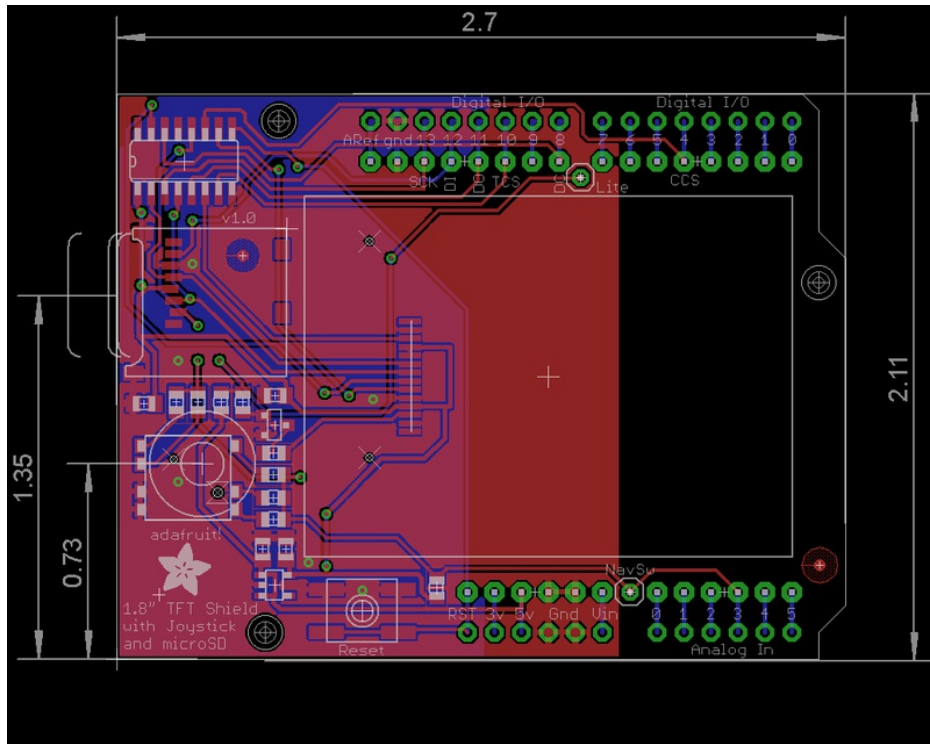 2.7
Digital I/O Digital I/O
ARef gnd 13 12 11 10 9 8 7 6 5 4 3 2 1 0
SCK DI DO TCS DC Lite CCS
v1.0
2.11
1.35
0.73
adafruit!
1.8" TFT Shield
with Joystick
and microSD
Reset
NavSw
RST 3v 5v Gnd Vin 0 1 2 3 4 5
Analog In